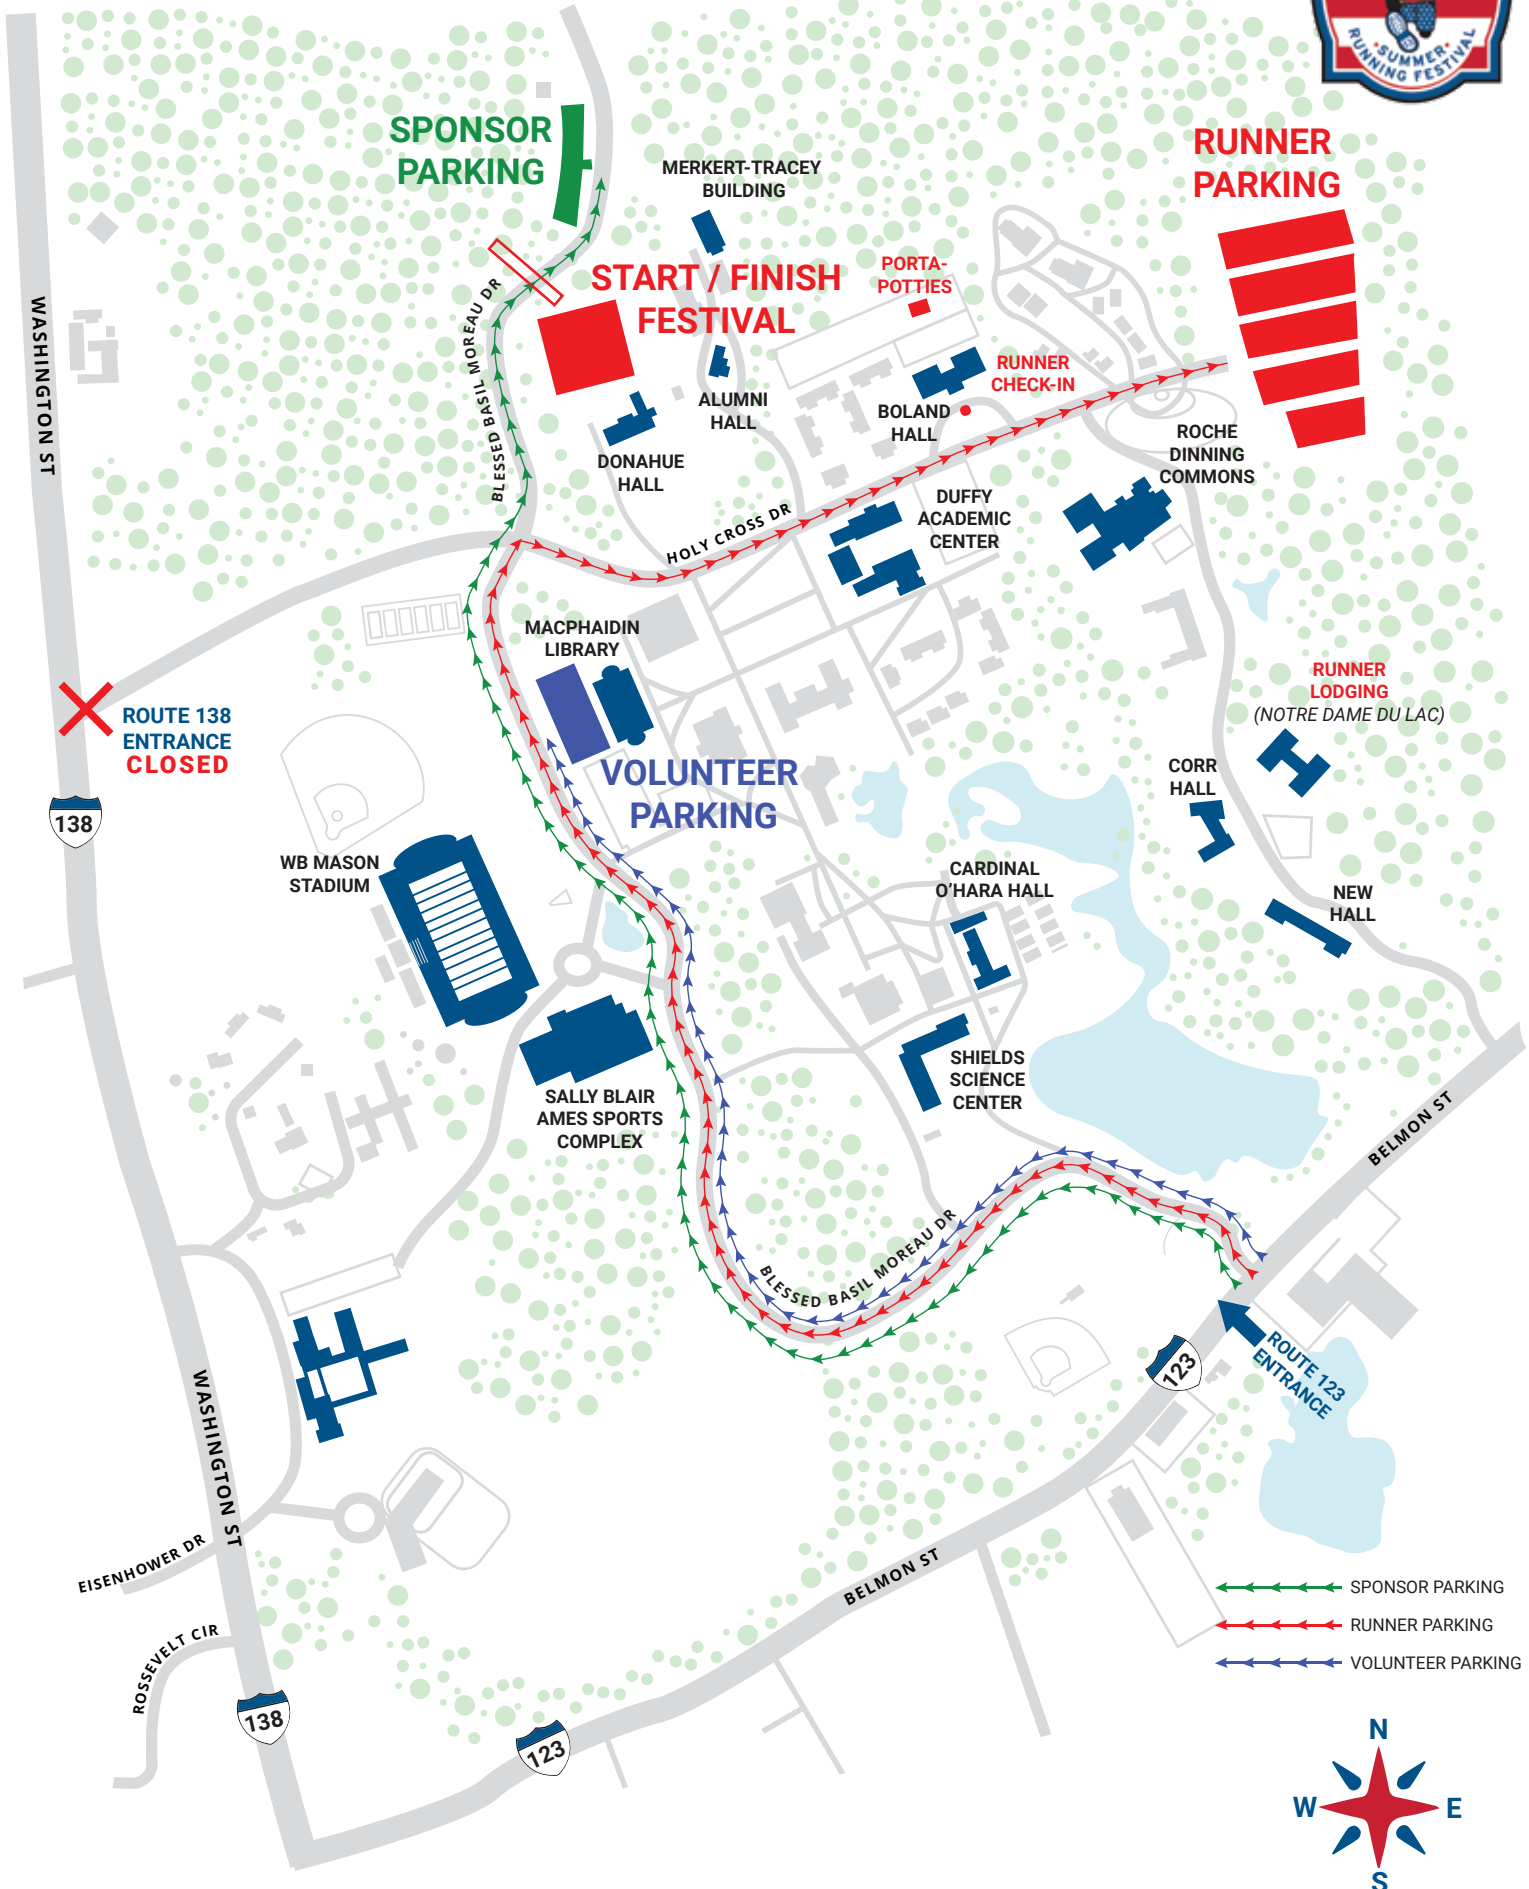 SUMMER
RUNNING FESTIVAL
SPONSOR
PARKING
MERKERT-TRACEY
BUILDING
RUNNER
PARKING
START / FINISH
FESTIVAL
PORTA-
POTTIES
WASHINGTON ST
BLESSED BASIL MOREAU DR
RUNNER
CHECK-IN
ALUMNI
HALL
BOLAND
HALL
ROCHE
DINNING
COMMONS
DONAHUE
HALL
DUFFY
ACADEMIC
CENTER
HOLY CROSS DR
MACPHAIDIN
LIBRARY
RUNNER
LODGING
(NOTRE DAME DU LAC)
ROUTE 138
ENTRANCE
CLOSED
VOLUNTEER
PARKING
CORR
HALL
138
WB MASON
STADIUM
CARDINAL
O'HARA HALL
NEW
HALL
SHIELDS
SCIENCE
CENTER
SALLY BLAIR
AMES SPORTS
COMPLEX
BELMON ST
BLESSED BASIL MOREAU DR
123
ROUTE 123
ENTRANCE
WASHINGTON ST
EISENHOWER DR
BELMON ST
ROSSEVELT CIR
138
123
SPONSOR PARKING
RUNNER PARKING
VOLUNTEER PARKING
N
W
E
S